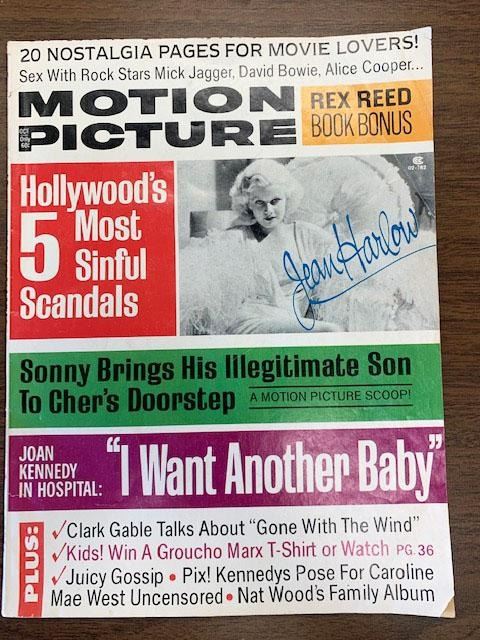 20 NOSTALGIA PAGES FOR MOVIE LOVERS!
Sex With Rock Stars Mick Jagger, David Bowie, Alice Cooper...
MOTION
PICTURE
OCT
60¢
REX REED
BOOK BONUS
02-182
Hollywood's
5 Most
Sinful
Scandals
Jean Harlow
Sonny Brings His Illegitimate Son
To Cher's Doorstep
A MOTION PICTURE SCOOP!
JOAN
KENNEDY
IN HOSPITAL:
"I Want Another Baby"
PLUS:
✓Clark Gable Talks About "Gone With The Wind"
✓Kids! Win A Groucho Marx T-Shirt or Watch PG. 36
✓Juicy Gossip • Pix! Kennedys Pose For Caroline
Mae West Uncensored • Nat Wood's Family Album